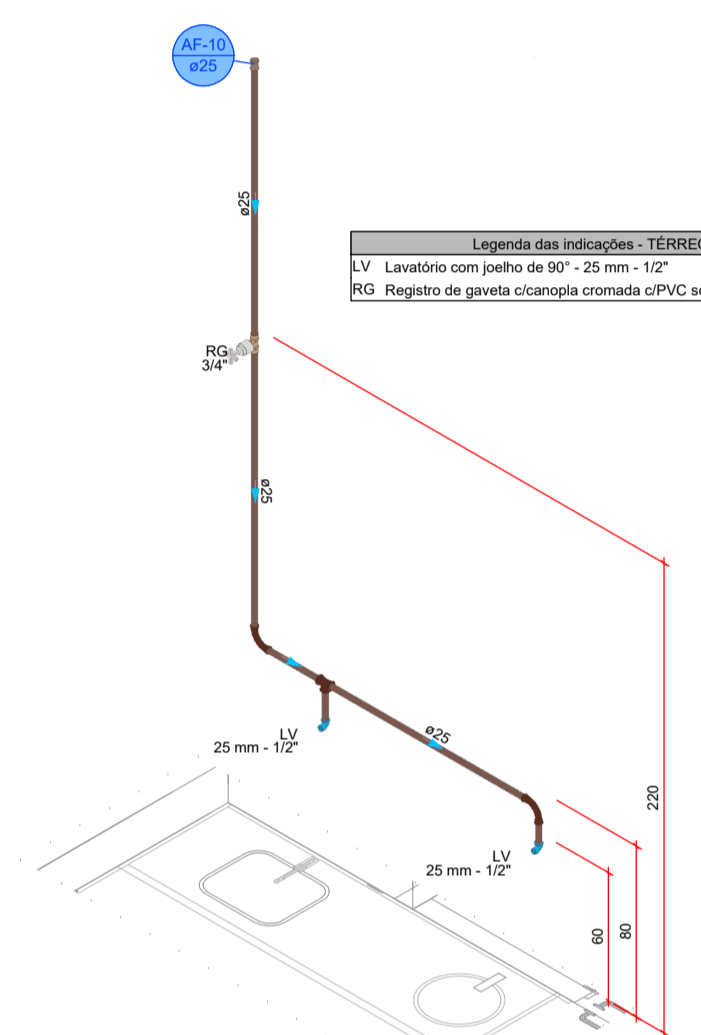 AF-10
ø25
ø25
Legenda das indicações - TÉRREO
LV Lavatório com joelho de 90° - 25 mm - 1/2"
RG Registro de gaveta c/canopla cromada c/PVC
RG
3/4"
ø25
ø25
LV
25 mm - 1/2"
LV
25 mm - 1/2"
220
60
80